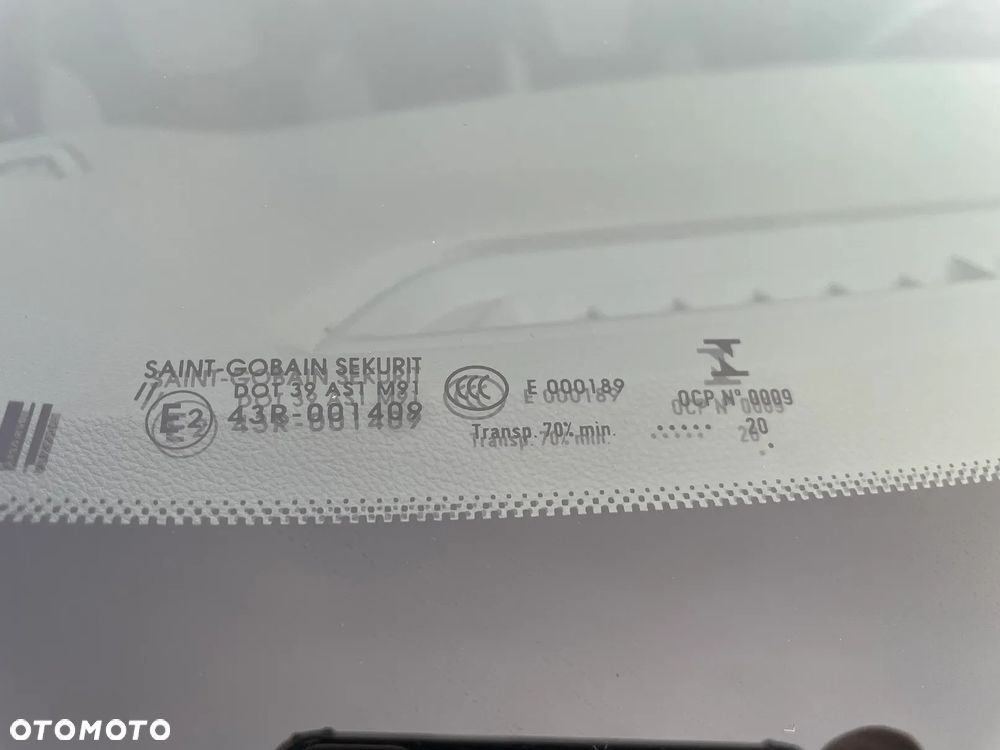 SAINT-GOBAIN SEKURIT
DOT 39 AS1 M91
E2 43R-001409
CCC E 000189
Transp. 70% min.
OCP Nº 0009
20
OTOMOTO